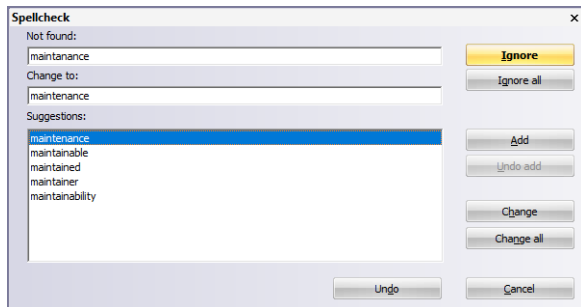 Spellcheck
Not found:
maintanance
Ignore
Change to:
Ignore all
maintenance
Suggestions:
maintenance
maintainable
maintained
maintainer
maintainability
Add
Undo add
Change
Change all
Undo
Cancel